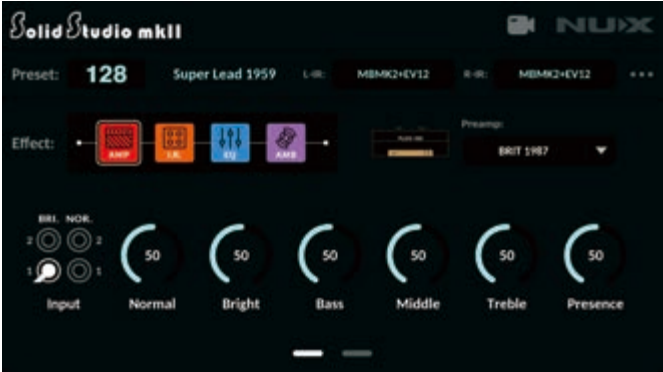 Solid Studio mkII
NUX
Preset: 128 Super Lead 1959 L-IR: MBMK2+EV12 R-IR: MBMK2+EV12 ...
Effect: AMP I.R. EQ AMB
Preamp:
BRIT 1987
BRI. NOR.
2 2
1 1
50 50 50 50 50 50
Input Normal Bright Bass Middle Treble Presence